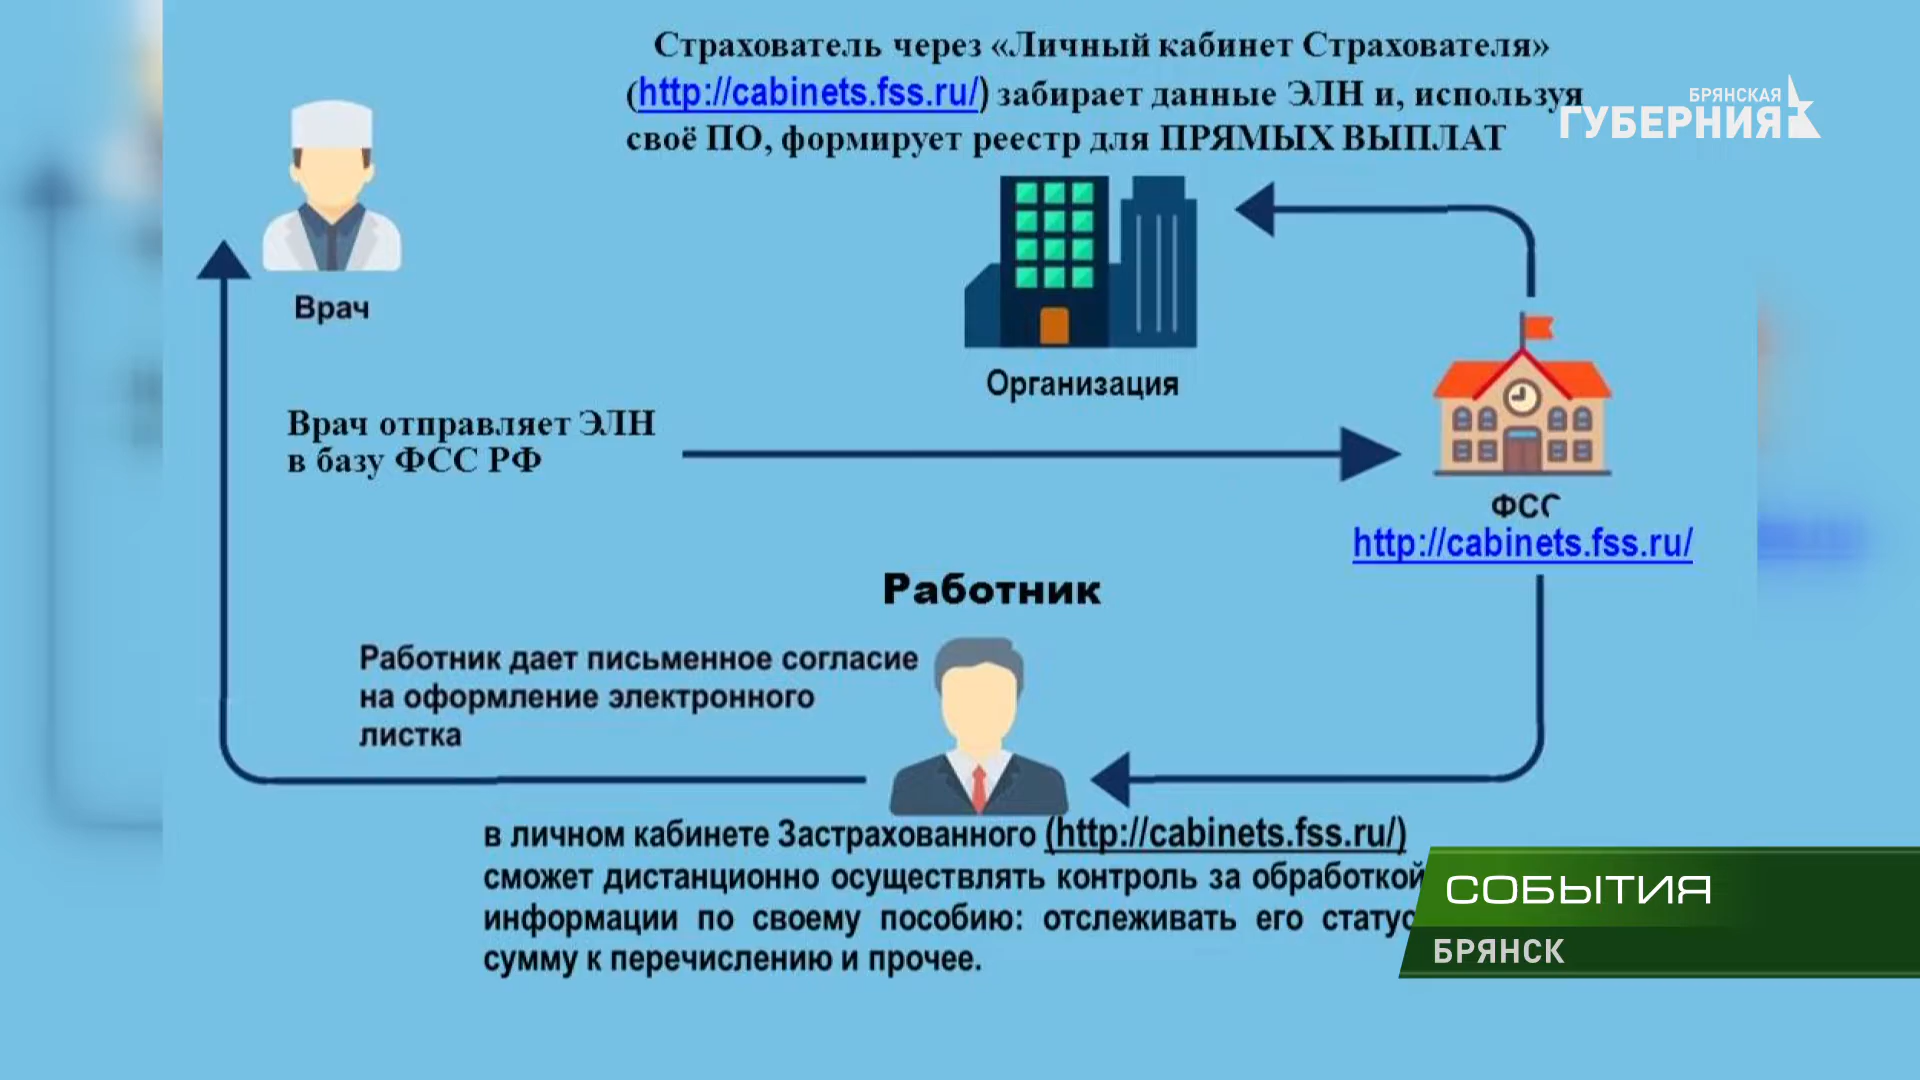 Страхователь через «Личный кабинет Страхователя»
(http://cabinets.fss.ru/) забирает данные ЭЛН и, используя
своё ПО, формирует реестр для ПРЯМЫХ ВЫПЛАТ
БРЯНСКАЯ
ГУБЕРНИЯ
Врач
Организация
Врач отправляет ЭЛН
в базу ФСС РФ
ФСС
http://cabinets.fss.ru/
Работник
Работник дает письменное согласие
на оформление электронного
листка
в личном кабинете Застрахованного (http://cabinets.fss.ru/)
сможет дистанционно осуществлять контроль за обработкой
информации по своему пособию: отслеживать его статус
сумму к перечислению и прочее.
СОБЫТИЯ
БРЯНСК